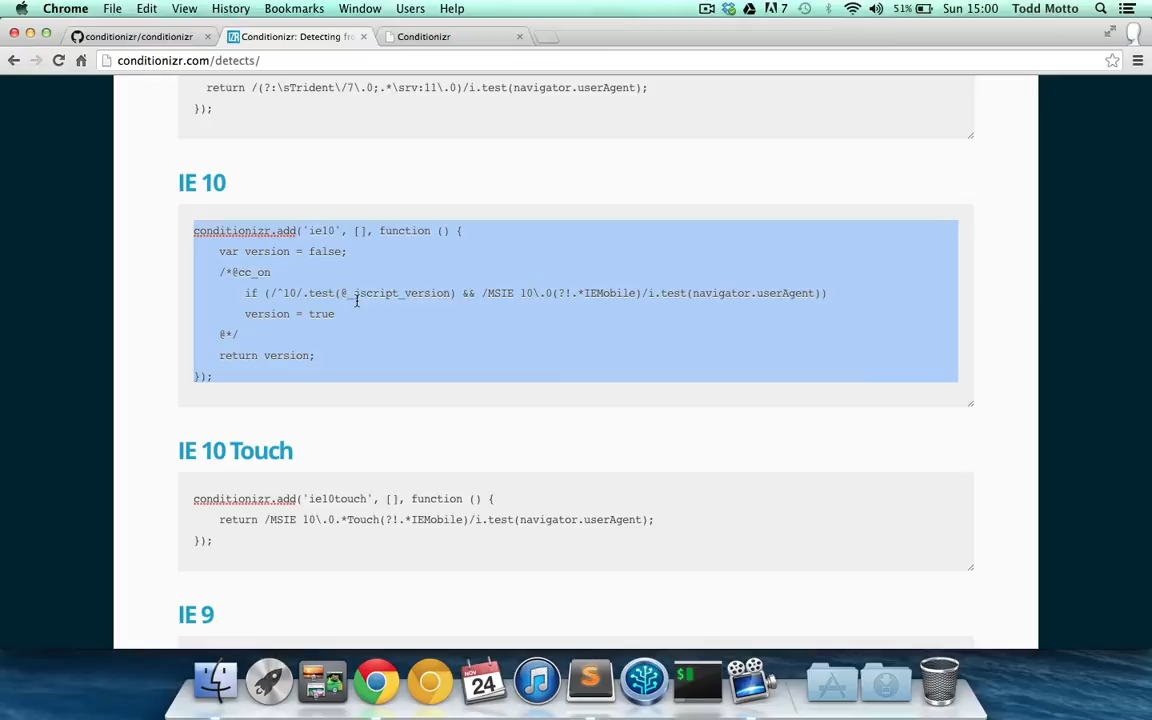 Chrome File Edit View History Bookmarks Window Users Help 7 51% Sun 15:00 Todd Motto
conditionizr/conditionizr × Conditionizr: Detecting fro × Conditionizr ×
conditionizr.com/detects/
return /(?:\sTrident\/7\.0;.*\srv:11\.0)/i.test(navigator.userAgent);
});
IE 10
conditionizr.add('ie10', [], function () {
var version = false;
/*@cc_on
if (/^10/.test(@_jscript_version) && /MSIE 10\.0(?!.*IEMobile)/i.test(navigator.userAgent))
version = true
@*/
return version;
});
IE 10 Touch
conditionizr.add('ie10touch', [], function () {
return /MSIE 10\.0.*Touch(?!.*IEMobile)/i.test(navigator.userAgent);
});
IE 9
NOV
24
$